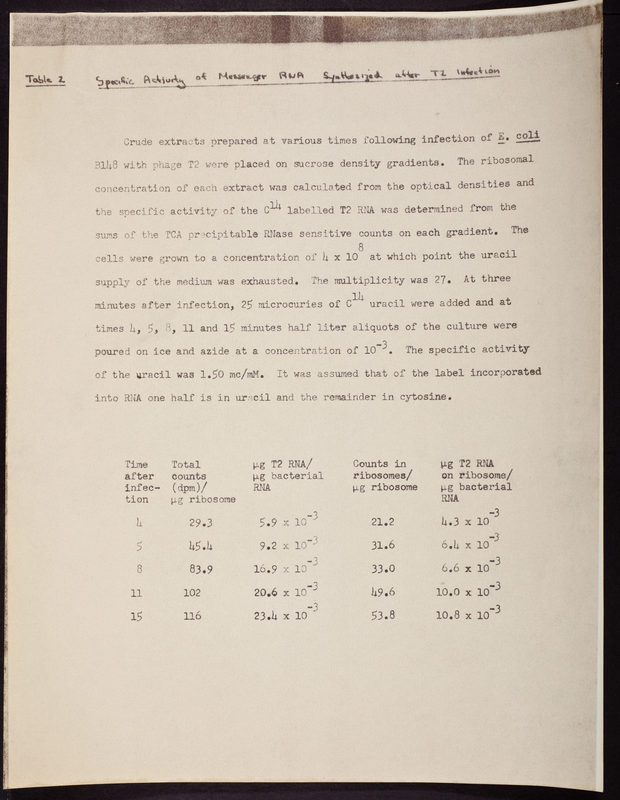 Table 2 Specific Activity of Messenger RNA Synthesized after T2 Infection
Crude extracts prepared at various times following infection of E. coli
B148 with phage T2 were placed on sucrose density gradients. The ribosomal
concentration of each extract was calculated from the optical densities and
the specific activity of the C14 labelled T2 RNA was determined from the
sums of the TCA precipitable RNase sensitive counts on each gradient. The
cells were grown to a concentration of 4 x 10^8 at which point the uracil
supply of the medium was exhausted. The multiplicity was 27. At three
minutes after infection, 25 microcuries of C14 uracil were added and at
times 4, 5, 8, 11 and 15 minutes half liter aliquots of the culture were
poured on ice and azide at a concentration of 10^-3. The specific activity
of the uracil was 1.50 mc/mM. It was assumed that of the label incorporated
into RNA one half is in uracil and the remainder in cytosine.
Time Total µg T2 RNA/ Counts in µg T2 RNA
after counts µg bacterial ribosomes/ on ribosome/
infec- (dpm)/ RNA µg ribosome µg bacterial
tion µg ribosome RNA
4 29.3 5.9 x 10^-3 21.2 4.3 x 10^-3
5 45.4 9.2 x 10^-3 31.6 6.4 x 10^-3
8 83.9 16.9 x 10^-3 33.0 6.6 x 10^-3
11 102 20.6 x 10^-3 49.6 10.0 x 10^-3
15 116 23.4 x 10^-3 53.8 10.8 x 10^-3